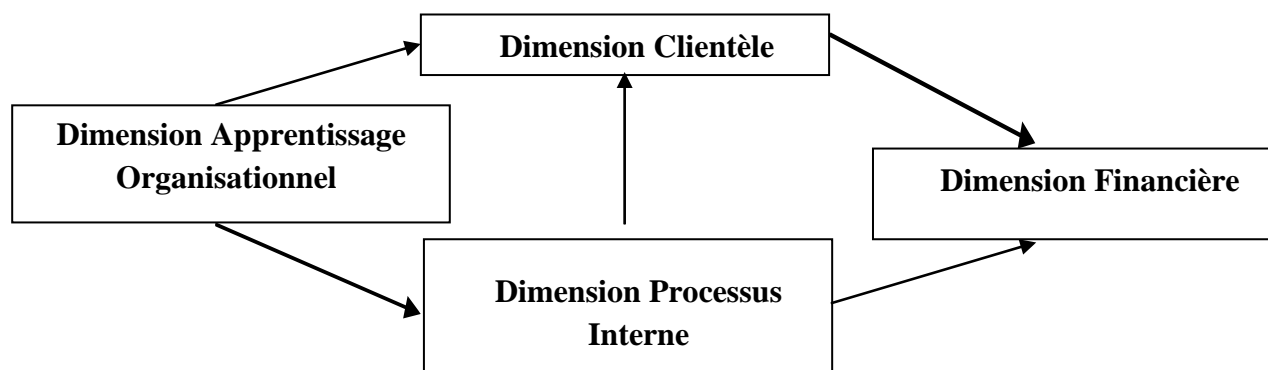 Dimension Clientèle
Dimension Apprentissage
Organisationnel
Dimension Financière
Dimension Processus
Interne